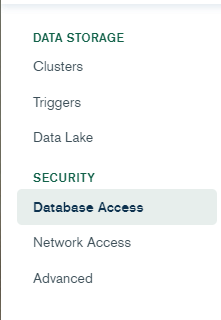 DATA STORAGE
Clusters
Triggers
Data Lake
SECURITY
Database Access
Network Access
Advanced